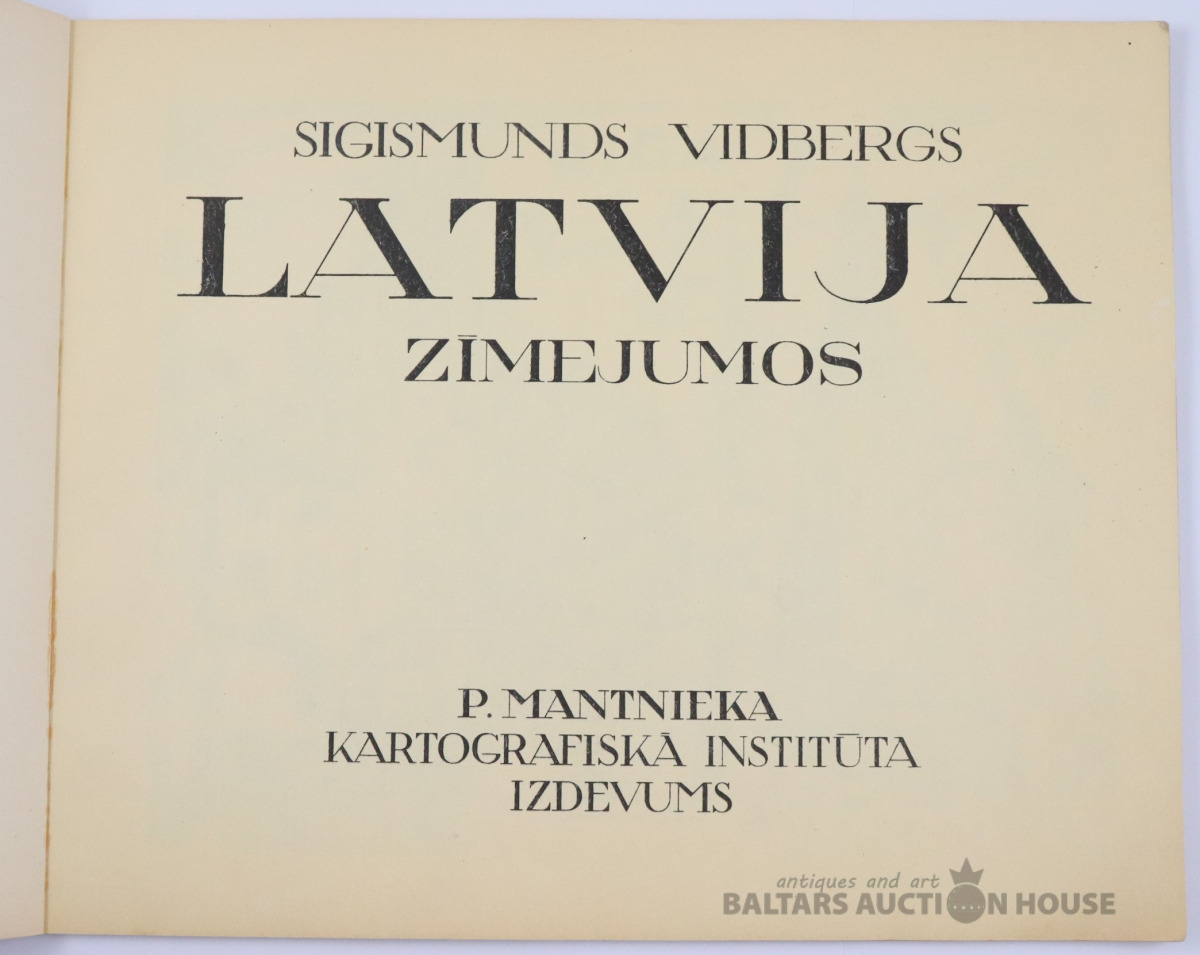 SIGISMUNDS VIDBERGS
LATVIJA
ZĪMEJUMOS
P. MANTNIEKA
KARTOGRAFISKĀ INSTITŪTA
IZDEVUMS
antiques and art
BALTARS AUCTION HOUSE